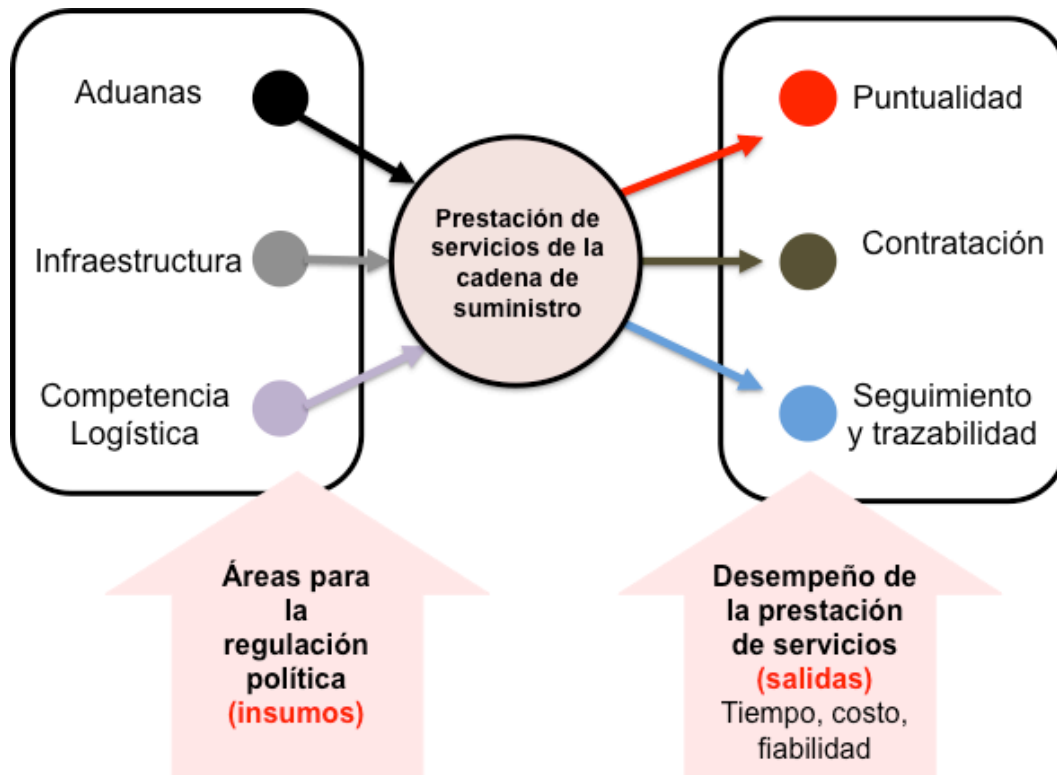 Aduanas
Infraestructura
Competencia
Logística
Prestación de
servicios de la
cadena de
suministro
Puntualidad
Contratación
Seguimiento
y trazabilidad
Áreas para
la
regulación
política
(insumos)
Desempeño de
la prestación
de servicios
(salidas)
Tiempo, costo,
fiabilidad